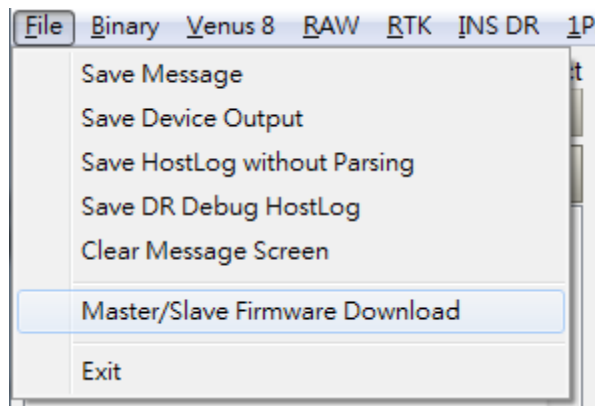 File Binary Venus 8 RAW RTK INS DR 1P
Save Message
Save Device Output
Save HostLog without Parsing
Save DR Debug HostLog
Clear Message Screen
Master/Slave Firmware Download
Exit